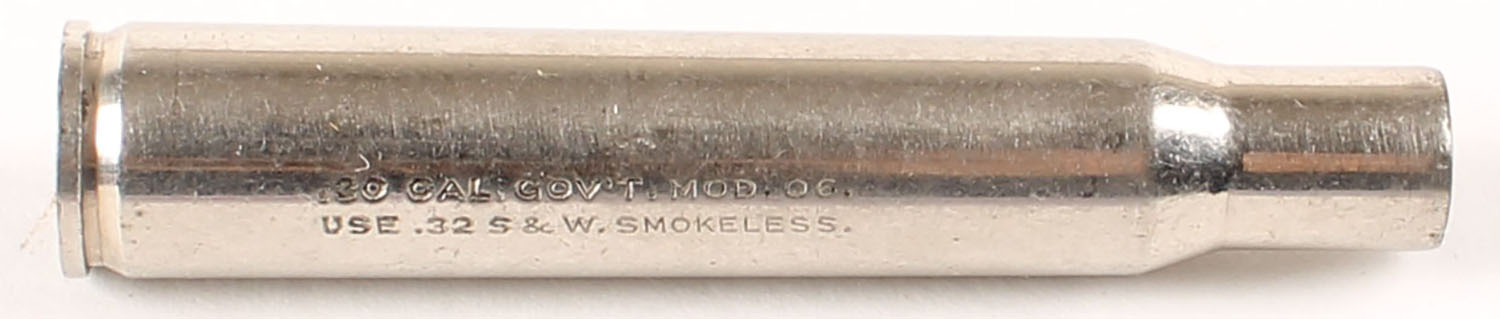 .30 CAL. GOV'T. MOD. 06.
USE .32 S & W. SMOKELESS.